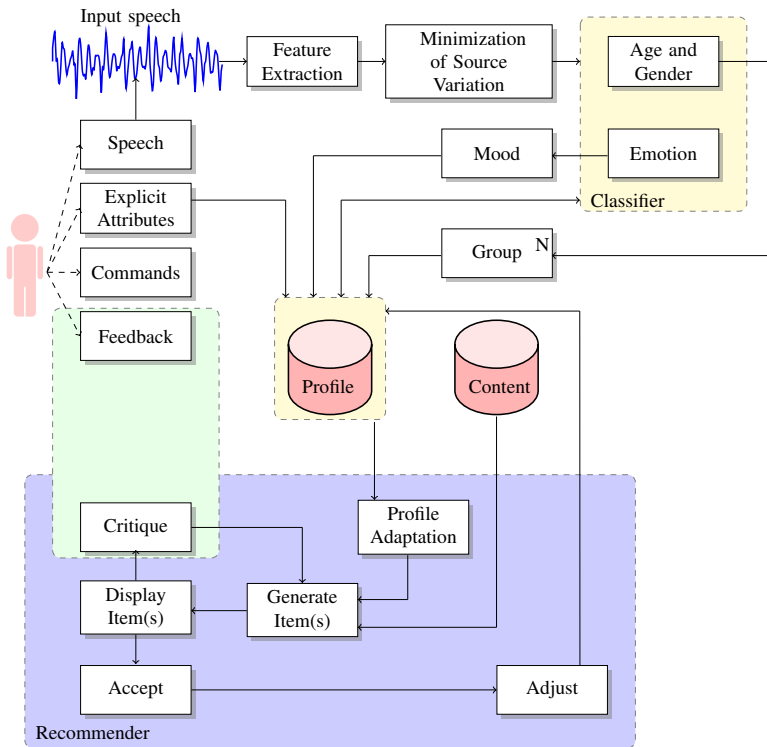 Input speech
Feature
Extraction
Minimization
of Source
Variation
Age and
Gender
Speech
Mood
Emotion
Explicit
Attributes
Classifier
Commands
Group
N
Feedback
Profile
Content
Critique
Profile
Adaptation
Display
Item(s)
Generate
Item(s)
Accept
Adjust
Recommender